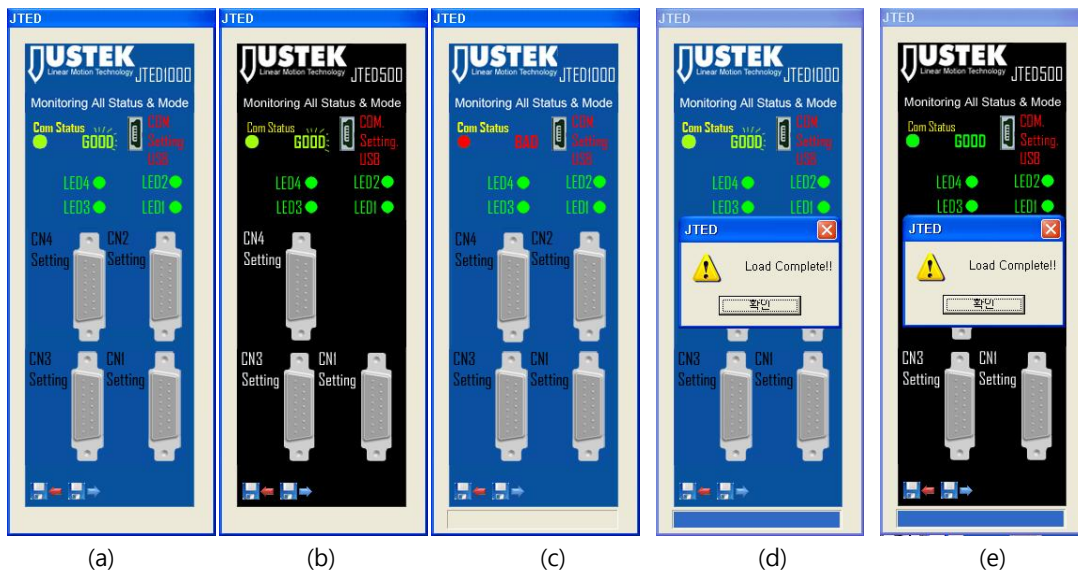 JTED
JUSTEK
Linear Motion Technology
JTED1000
Monitoring All Status & Mode
Com Status
GOOD
COM.
Setting.
USB
LED4
LED2
LED3
LED1
CN4
Setting
CN2
Setting
CN3
Setting
CN1
Setting
(a)
JTED
JUSTEK
Linear Motion Technology
JTED500
Monitoring All Status & Mode
Com Status
GOOD
COM.
Setting.
USB
LED4
LED2
LED3
LED1
CN4
Setting
CN3
Setting
CN1
Setting
(b)
JTED
JUSTEK
Linear Motion Technology
JTED1000
Monitoring All Status & Mode
Com Status
BAD
COM.
Setting.
USB
LED4
LED2
LED3
LED1
CN4
Setting
CN2
Setting
CN3
Setting
CN1
Setting
(c)
JTED
JUSTEK
Linear Motion Technology
JTED1000
Monitoring All Status & Mode
Com Status
GOOD
COM.
Setting.
USB
LED4
LED2
LED3
LED1
JTED
Load Complete!!
확인
CN3
Setting
CN1
Setting
(d)
JTED
JUSTEK
Linear Motion Technology
JTED500
Monitoring All Status & Mode
Com Status
GOOD
COM.
Setting.
USB
LED4
LED2
LED3
LED1
JTED
Load Complete!!
확인
CN3
Setting
CN1
Setting
(e)